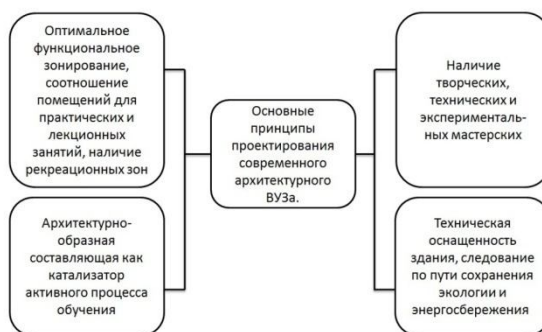 Оптимальное
функциональное
зонирование,
соотношение
помещений для
практических и
лекционных
занятий, наличие
рекреационных зон
Архитектурно-
образная
составляющая как
катализатор
активного процесса
обучения
Основные
принципы
проектирования
современного
архитектурного
ВУЗа.
Наличие
творческих,
технических и
эксперименталь-
ных мастерских
Техническая
оснащенность
здания, следование
по пути сохранения
экологии и
энергосбережения